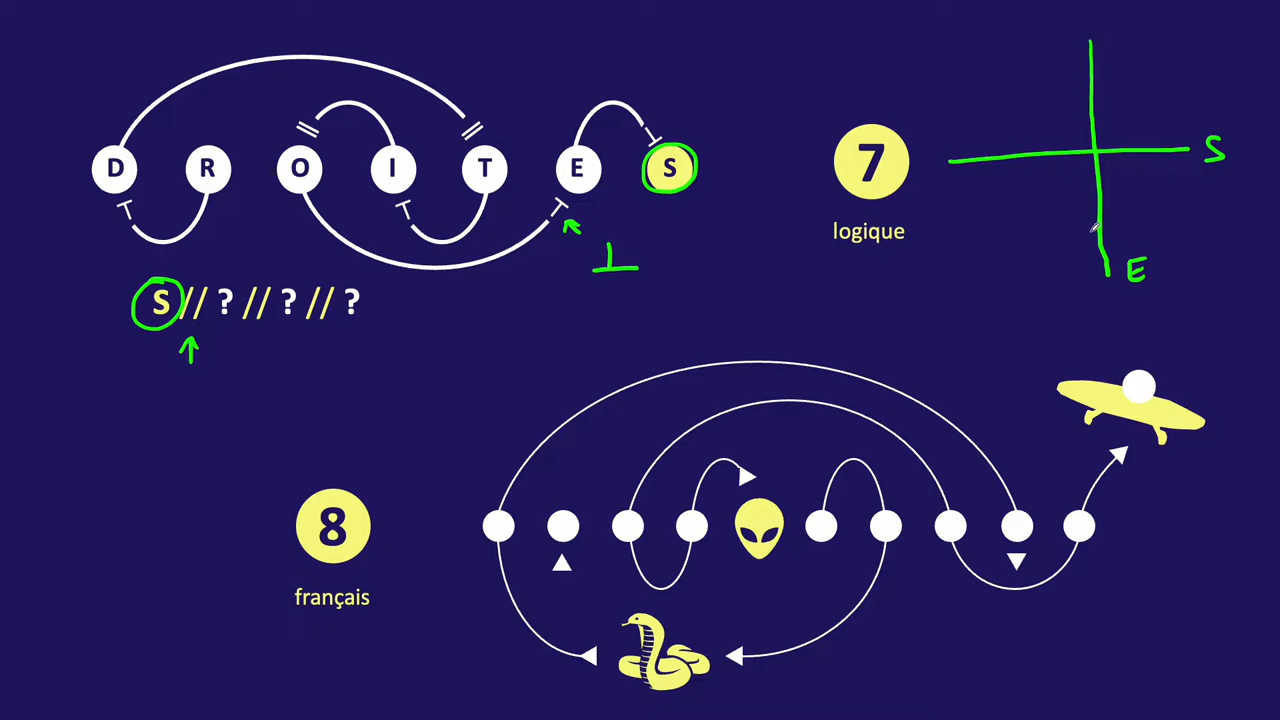 D R O I T E S
7
S
logique
⊥
E
S // ? // ? // ?
8
français